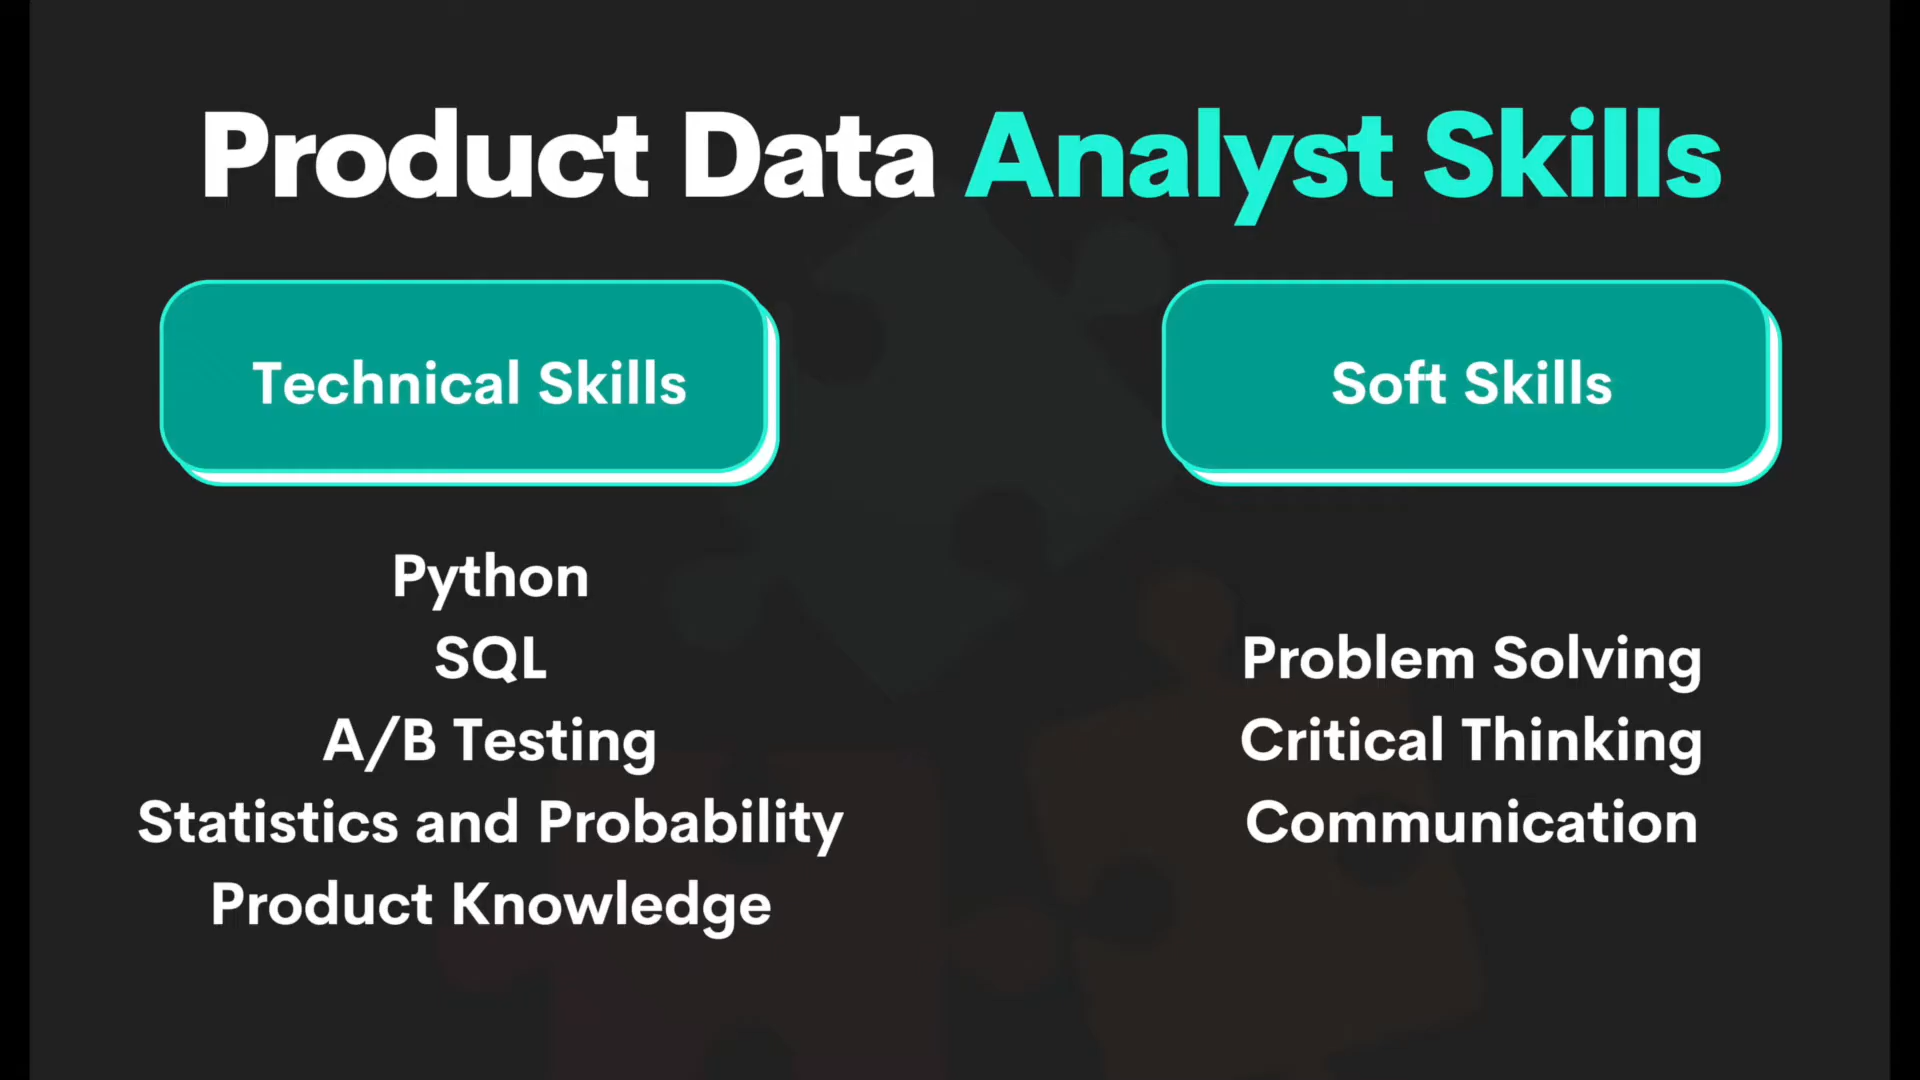 Product Data Analyst Skills
Technical Skills
Python
SQL
A/B Testing
Statistics and Probability
Product Knowledge
Soft Skills
Problem Solving
Critical Thinking
Communication